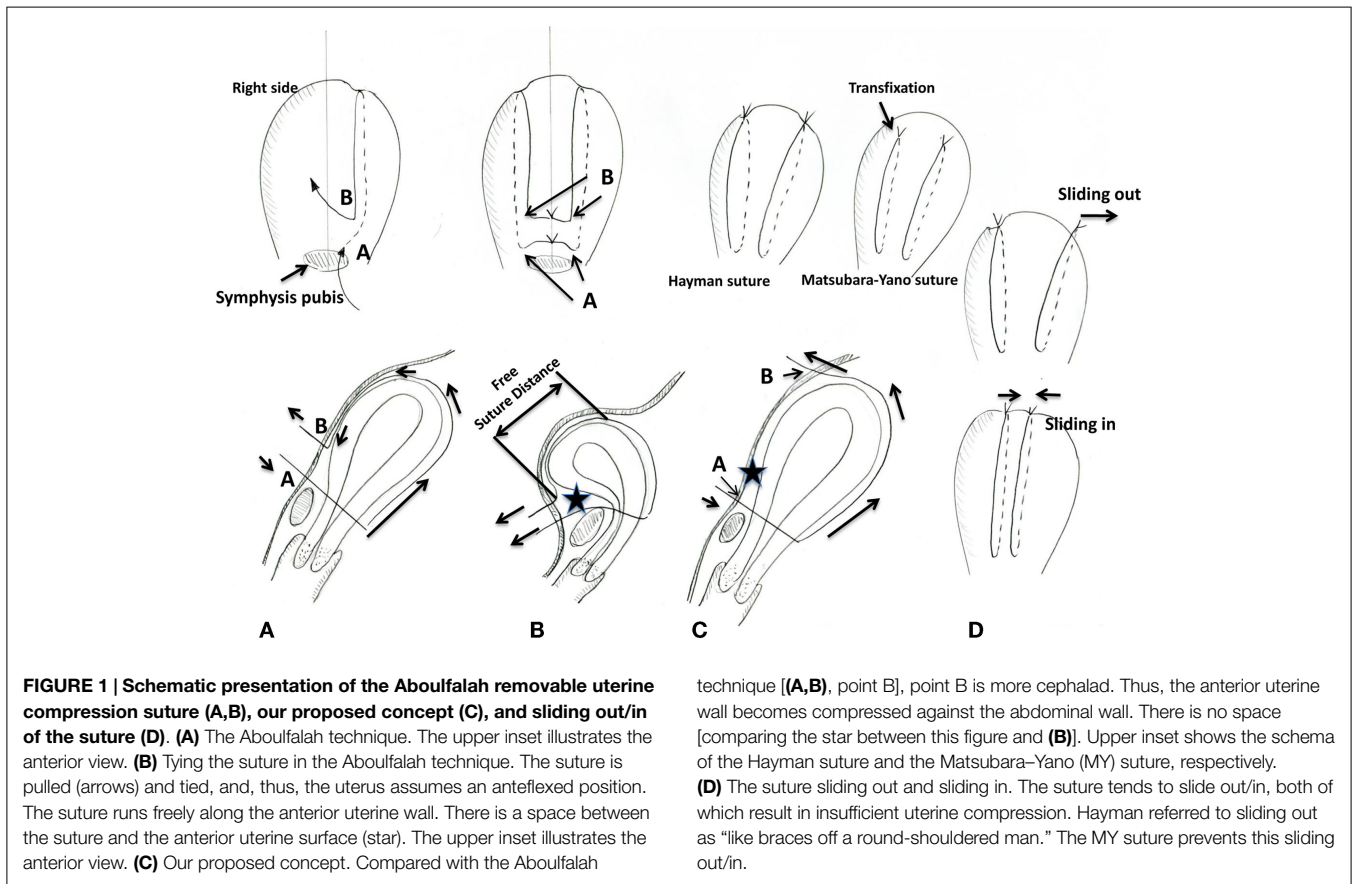 Right side
B
A
Symphysis pubis
B
A
Transfixation
Hayman suture
Matsubara-Yano suture
Sliding out
Sliding in
B
A
Free
Suture Distance
B
A
A
B
C
D
FIGURE 1 | Schematic presentation of the Aboulfalah removable uterine
compression suture (A,B), our proposed concept (C), and sliding out/in
of the suture (D). (A) The Aboulfalah technique. The upper inset illustrates the
anterior view. (B) Tying the suture in the Aboulfalah technique. The suture is
pulled (arrows) and tied, and, thus, the uterus assumes an anteflexed position.
The suture runs freely along the anterior uterine wall. There is a space between
the suture and the anterior uterine surface (star). The upper inset illustrates the
anterior view. (C) Our proposed concept. Compared with the Aboulfalah
technique [(A,B), point B], point B is more cephalad. Thus, the anterior uterine
wall becomes compressed against the abdominal wall. There is no space
[comparing the star between this figure and (B)]. Upper inset shows the schema
of the Hayman suture and the Matsubara–Yano (MY) suture, respectively.
(D) The suture sliding out and sliding in. The suture tends to slide out/in, both of
which result in insufficient uterine compression. Hayman referred to sliding out
as “like braces off a round-shouldered man.” The MY suture prevents this sliding
out/in.